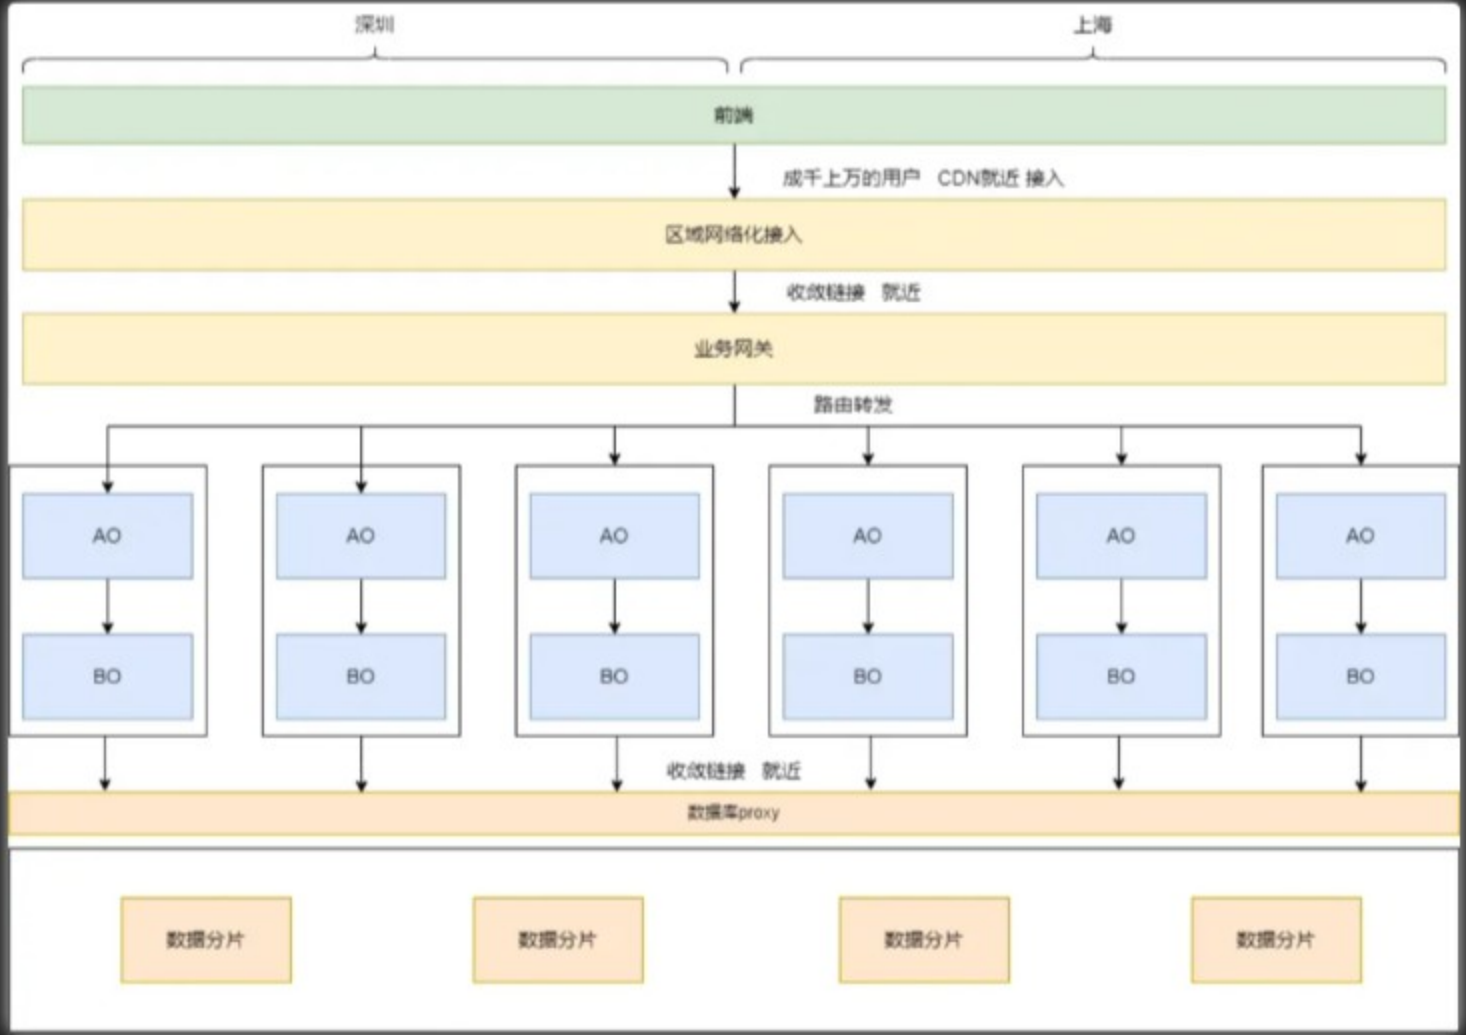 深圳
上海
前端
成千上万的用户 CDN就近 接入
区域网络化接入
收敛链接 就近
业务网关
路由转发
AO AO AO AO AO AO
BO BO BO BO BO BO
收敛链接 就近
数据库proxy
数据分片 数据分片 数据分片 数据分片